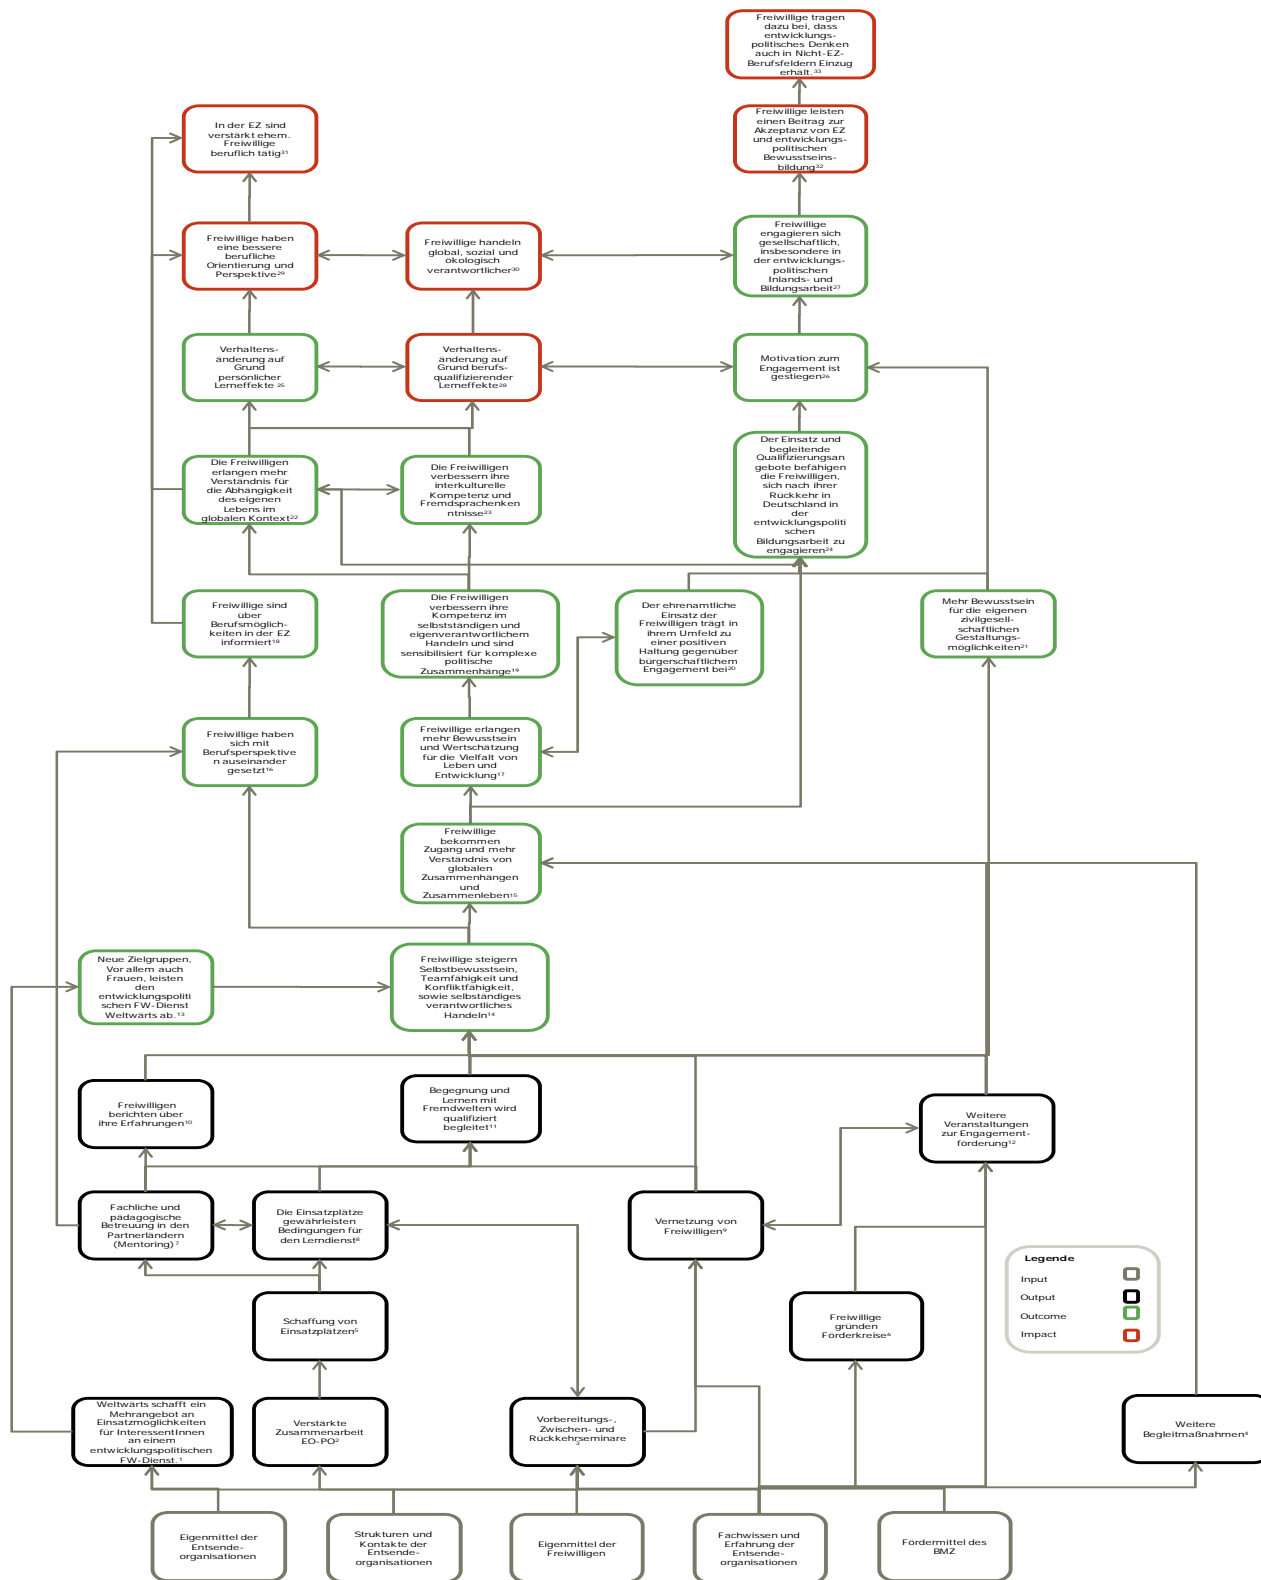 Freiwillige tragen
dazu bei, dass
entwicklungs-
politisches Denken
auch in Nicht-EZ-
Berufsfeldern Einzug
erhält.³³
In der EZ sind
verstärkt ehem.
Freiwillige
beruflich tätig³¹
Freiwillige leisten
einen Beitrag zur
Akzeptanz von EZ
und entwicklungs-
politischen
Bewusstseins-
bildung³²
Freiwillige haben
eine bessere
berufliche
Orientierung und
Perspektive²⁹
Freiwillige handeln
global, sozial und
ökologisch
verantwortlicher³⁰
Freiwillige
engagieren sich
gesellschaftlich,
insbesondere in
der entwicklungs-
politischen
Inlands- und
Bildungsarbeit²⁷
Verhaltens-
änderung auf
Grund
persönlicher
Lerneffekte ²⁵
Verhaltens-
änderung auf
Grund berufs-
qualifizierender
Lerneffekte²⁸
Motivation zum
Engagement ist
gestiegen²⁶
Die Freiwilligen
erlangen mehr
Verständnis für
die Abhängigkeit
des eigenen
Lebens im
globalen Kontext²²
Die Freiwilligen
verbessern ihre
interkulturelle
Kompetenz und
Fremdsprachenken
ntnisse²³
Der Einsatz und
begleitende
Qualifizierungsan
gebote befähigen
die Freiwilligen,
sich nach ihrer
Rückkehr in
Deutschland in
der
entwicklungspoliti
schen
Bildungsarbeit zu
engagieren²⁴
Freiwillige sind
über
Berufsmöglich-
keiten in der EZ
informiert¹⁸
Die Freiwilligen
verbessern ihre
Kompetenz im
selbstständigen und
eigenverantwortlichem
Handeln und sind
sensibilisiert für komplexe
politische
Zusammenhänge¹⁹
Der ehrenamtliche
Einsatz der
Freiwilligen trägt in
ihrem Umfeld zu
einer positiven
Haltung gegenüber
bürgerschaftlichem
Engagement bei²⁰
Mehr Bewusstsein
für die eigenen
zivilgesell-
schaftlichen
Gestaltungs-
möglichkeiten²¹
Freiwillige haben
sich mit
Berufsperspektive
n auseinander
gesetzt¹⁶
Freiwillige erlangen
mehr Bewusstsein
und Wertschätzung
für die Vielfalt von
Leben und
Entwicklung¹⁷
Freiwillige
bekommen
Zugang und mehr
Verständnis von
globalen
Zusammenhängen
und
Zusammenleben¹⁵
Neue Zielgruppen,
Vor allem auch
Frauen, leisten
den
entwicklungspoliti
schen FW-Dienst
Weltwärts ab.¹³
Freiwillige steigern
Selbstbewusstsein,
Teamfähigkeit und
Konfliktfähigkeit,
sowie selbständiges
verantwortliches
Handeln¹⁴
Freiwilligen
berichten über
ihre Erfahrungen¹⁰
Begegnung und
Lernen mit
Fremdwelten wird
qualifiziert
begleitet¹¹
Weitere
Veranstaltungen
zur Engagement-
förderung¹²
Fachliche und
pädagogische
Betreuung in den
Partnerländern
(Mentoring) ⁷
Die Einsatzplätze
gewährleisten
Bedingungen für
den Lerndienst⁸
Vernetzung von
Freiwilligen⁹
Schaffung von
Einsatzplätzen⁵
Freiwillige
gründen
Förderkreise⁶
Legende
Input
Output
Outcome
Impact
Weltwärts schafft ein
Mehrangebot an
Einsatzmöglichkeiten
für InteressentInnen
an einem
entwicklungspolitischen
FW-Dienst.¹
Verstärkte
Zusammenarbeit
EO-PO²
Vorbereitungs-,
Zwischen- und
Rückkehrseminare
³
Weitere
Begleitmaßnahmen⁴
Eigenmittel der
Entsende-
organisationen
Strukturen und
Kontakte der
Entsende-
organisationen
Eigenmittel der
Freiwilligen
Fachwissen und
Erfahrung der
Entsende-
organisationen
Fördermittel des
BMZ